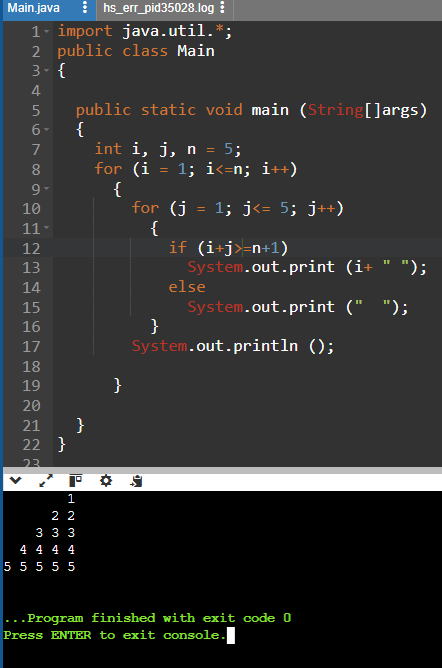 Main.java hs_err_pid35028.log
1 import java.util.*;
2 public class Main
3 {
4
5 public static void main (String[]args)
6 {
7 int i, j, n = 5;
8 for (i = 1; i<=n; i++)
9 {
10 for (j = 1; j<= 5; j++)
11 {
12 if (i+j>=n+1)
13 System.out.print (i+ " ");
14 else
15 System.out.print ("  ");
16 }
17 System.out.println ();
18
19 }
20
21 }
22 }
23
1
2 2
3 3 3
4 4 4 4
5 5 5 5 5
...Program finished with exit code 0
Press ENTER to exit console.